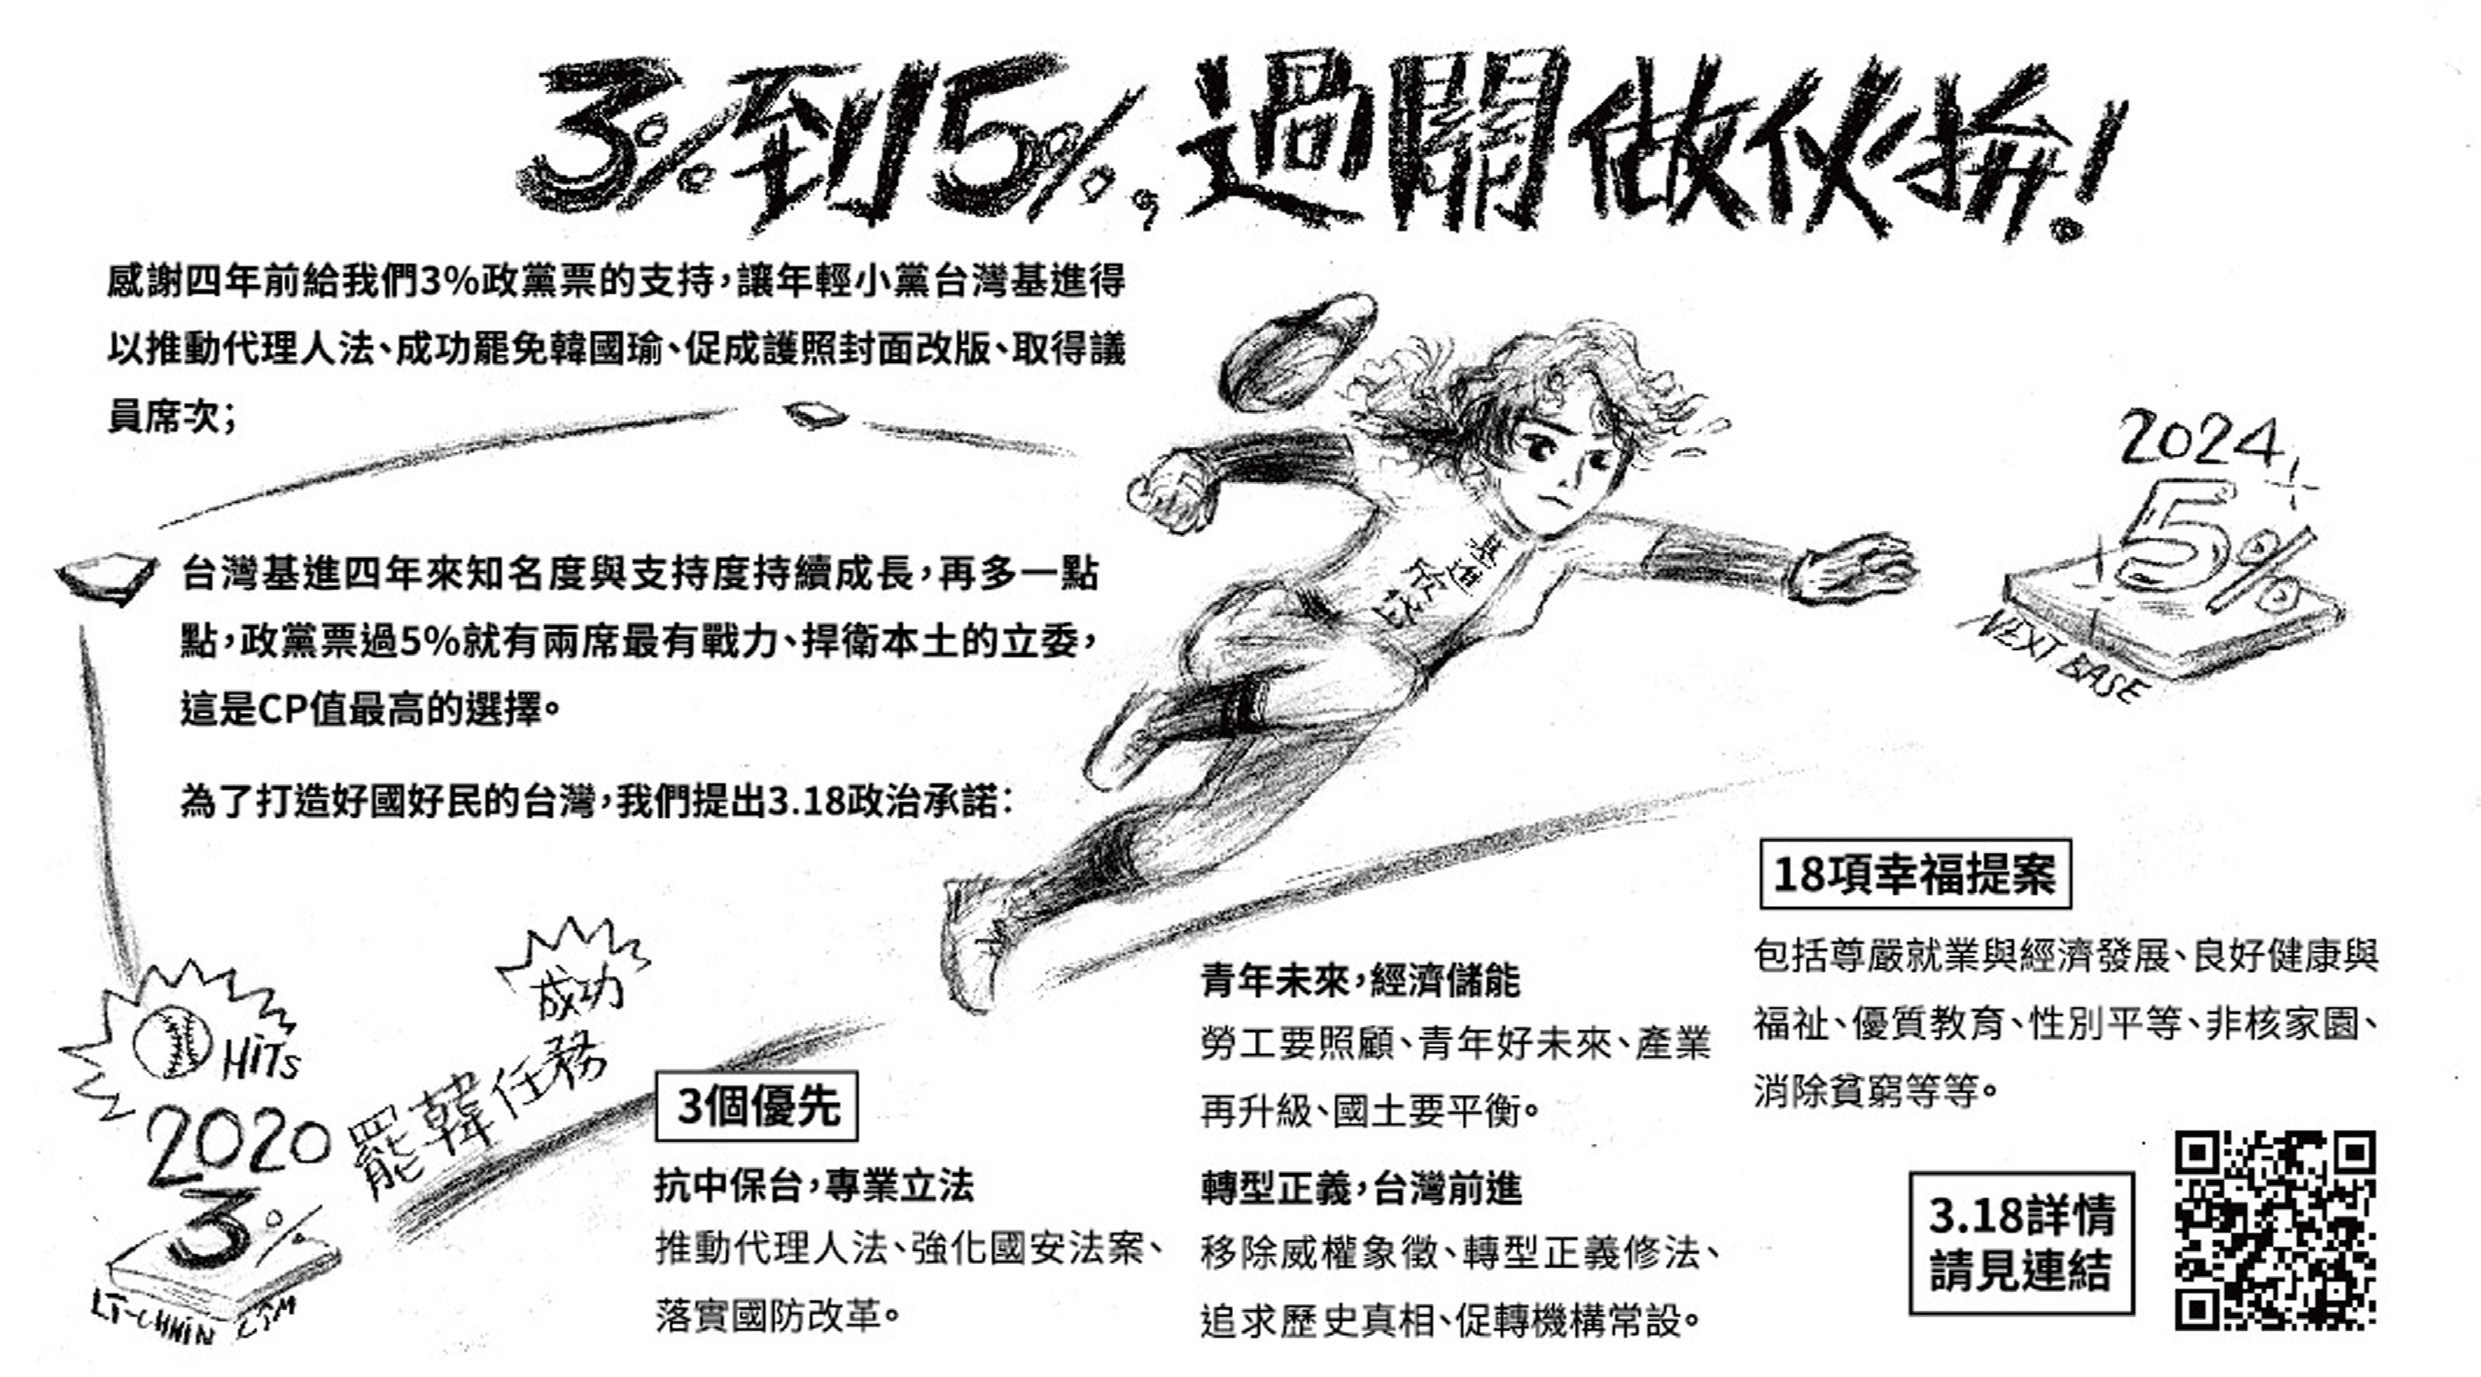 3%到5%,過關做伙拚!
感謝四年前給我們3%政黨票的支持,讓年輕小黨台灣基進得
以推動代理人法、成功罷免韓國瑜、促成護照封面改版、取得議
員席次;
台灣基進四年來知名度與支持度持續成長,再多一點
點,政黨票過5%就有兩席最有戰力、捍衛本土的立委,
這是CP值最高的選擇。
為了打造好國好民的台灣,我們提出3.18政治承諾:
基進
2024
5%
NEXT BASE
HiTs
2020
3%
成功
罷韓任務
3個優先
抗中保台,專業立法
推動代理人法、強化國安法案、
落實國防改革。
青年未來,經濟儲能
勞工要照顧、青年好未來、產業
再升級、國土要平衡。
轉型正義,台灣前進
移除威權象徵、轉型正義修法、
追求歷史真相、促轉機構常設。
18項幸福提案
包括尊嚴就業與經濟發展、良好健康與
福祉、優質教育、性別平等、非核家園、
消除貧窮等等。
3.18詳情
請見連結